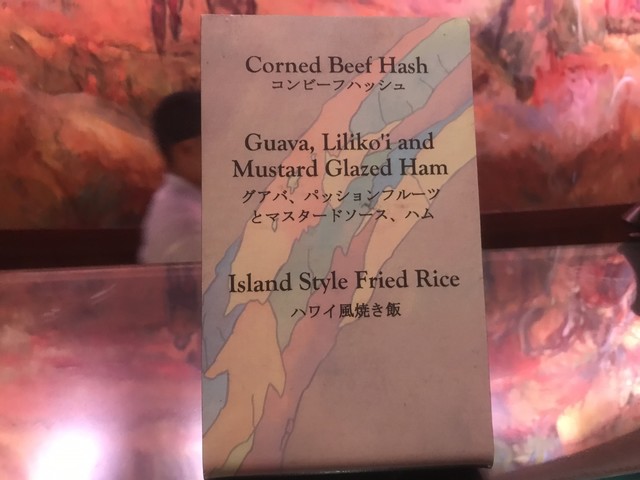 Corned Beef Hash
コンビーフハッシュ
Guava, Liliko'i and
Mustard Glazed Ham
グアバ、パッションフルーツ
とマスタードソース、ハム
Island Style Fried Rice
ハワイ風焼き飯